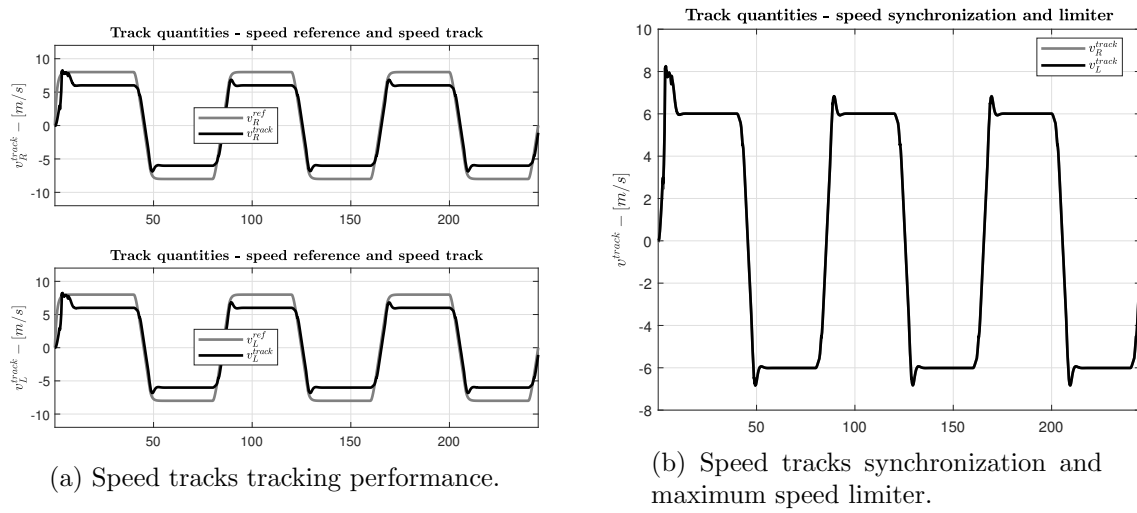 Track quantities - speed reference and speed track
10
5
0
-5
-10
v_R^{track} - [m/s]
v_R^{ref}
v_R^{track}
50
100
150
200
Track quantities - speed reference and speed track
10
5
0
-5
-10
v_L^{track} - [m/s]
v_L^{ref}
v_L^{track}
50
100
150
200
(a) Speed tracks tracking performance.
Track quantities - speed synchronization and limiter
10
8
6
4
2
0
-2
-4
-6
-8
v^{track} - [m/s]
v_R^{track}
v_L^{track}
50
100
150
200
(b) Speed tracks synchronization and
maximum speed limiter.